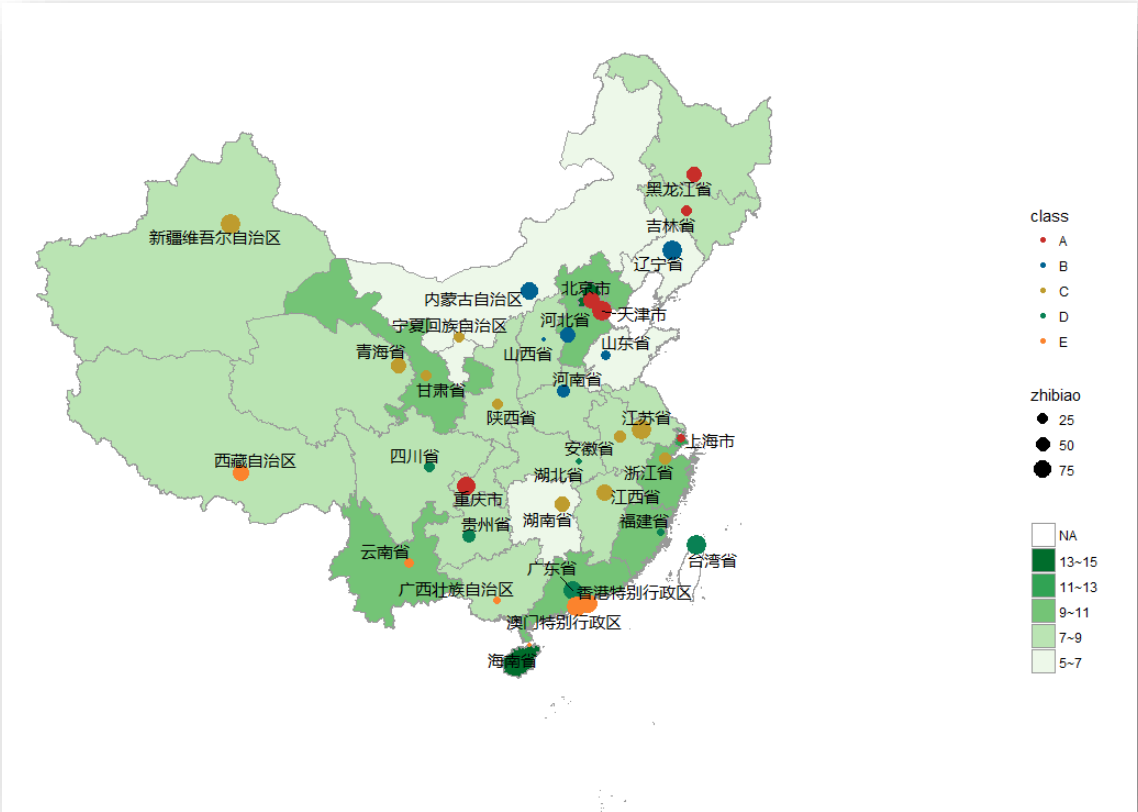 黑龙江省
吉林省
新疆维吾尔自治区
辽宁省
北京市
内蒙古自治区
天津市
河北省
宁夏回族自治区
山东省
青海省
山西省
河南省
甘肃省
陕西省
江苏省
上海市
安徽省
四川省
西藏自治区
湖北省
浙江省
重庆市
江西省
湖南省
福建省
贵州省
云南省
台湾省
广东省
广西壮族自治区
香港特别行政区
澳门特别行政区
海南省
class
A
B
C
D
E
zhibiao
25
50
75
NA
13~15
11~13
9~11
7~9
5~7